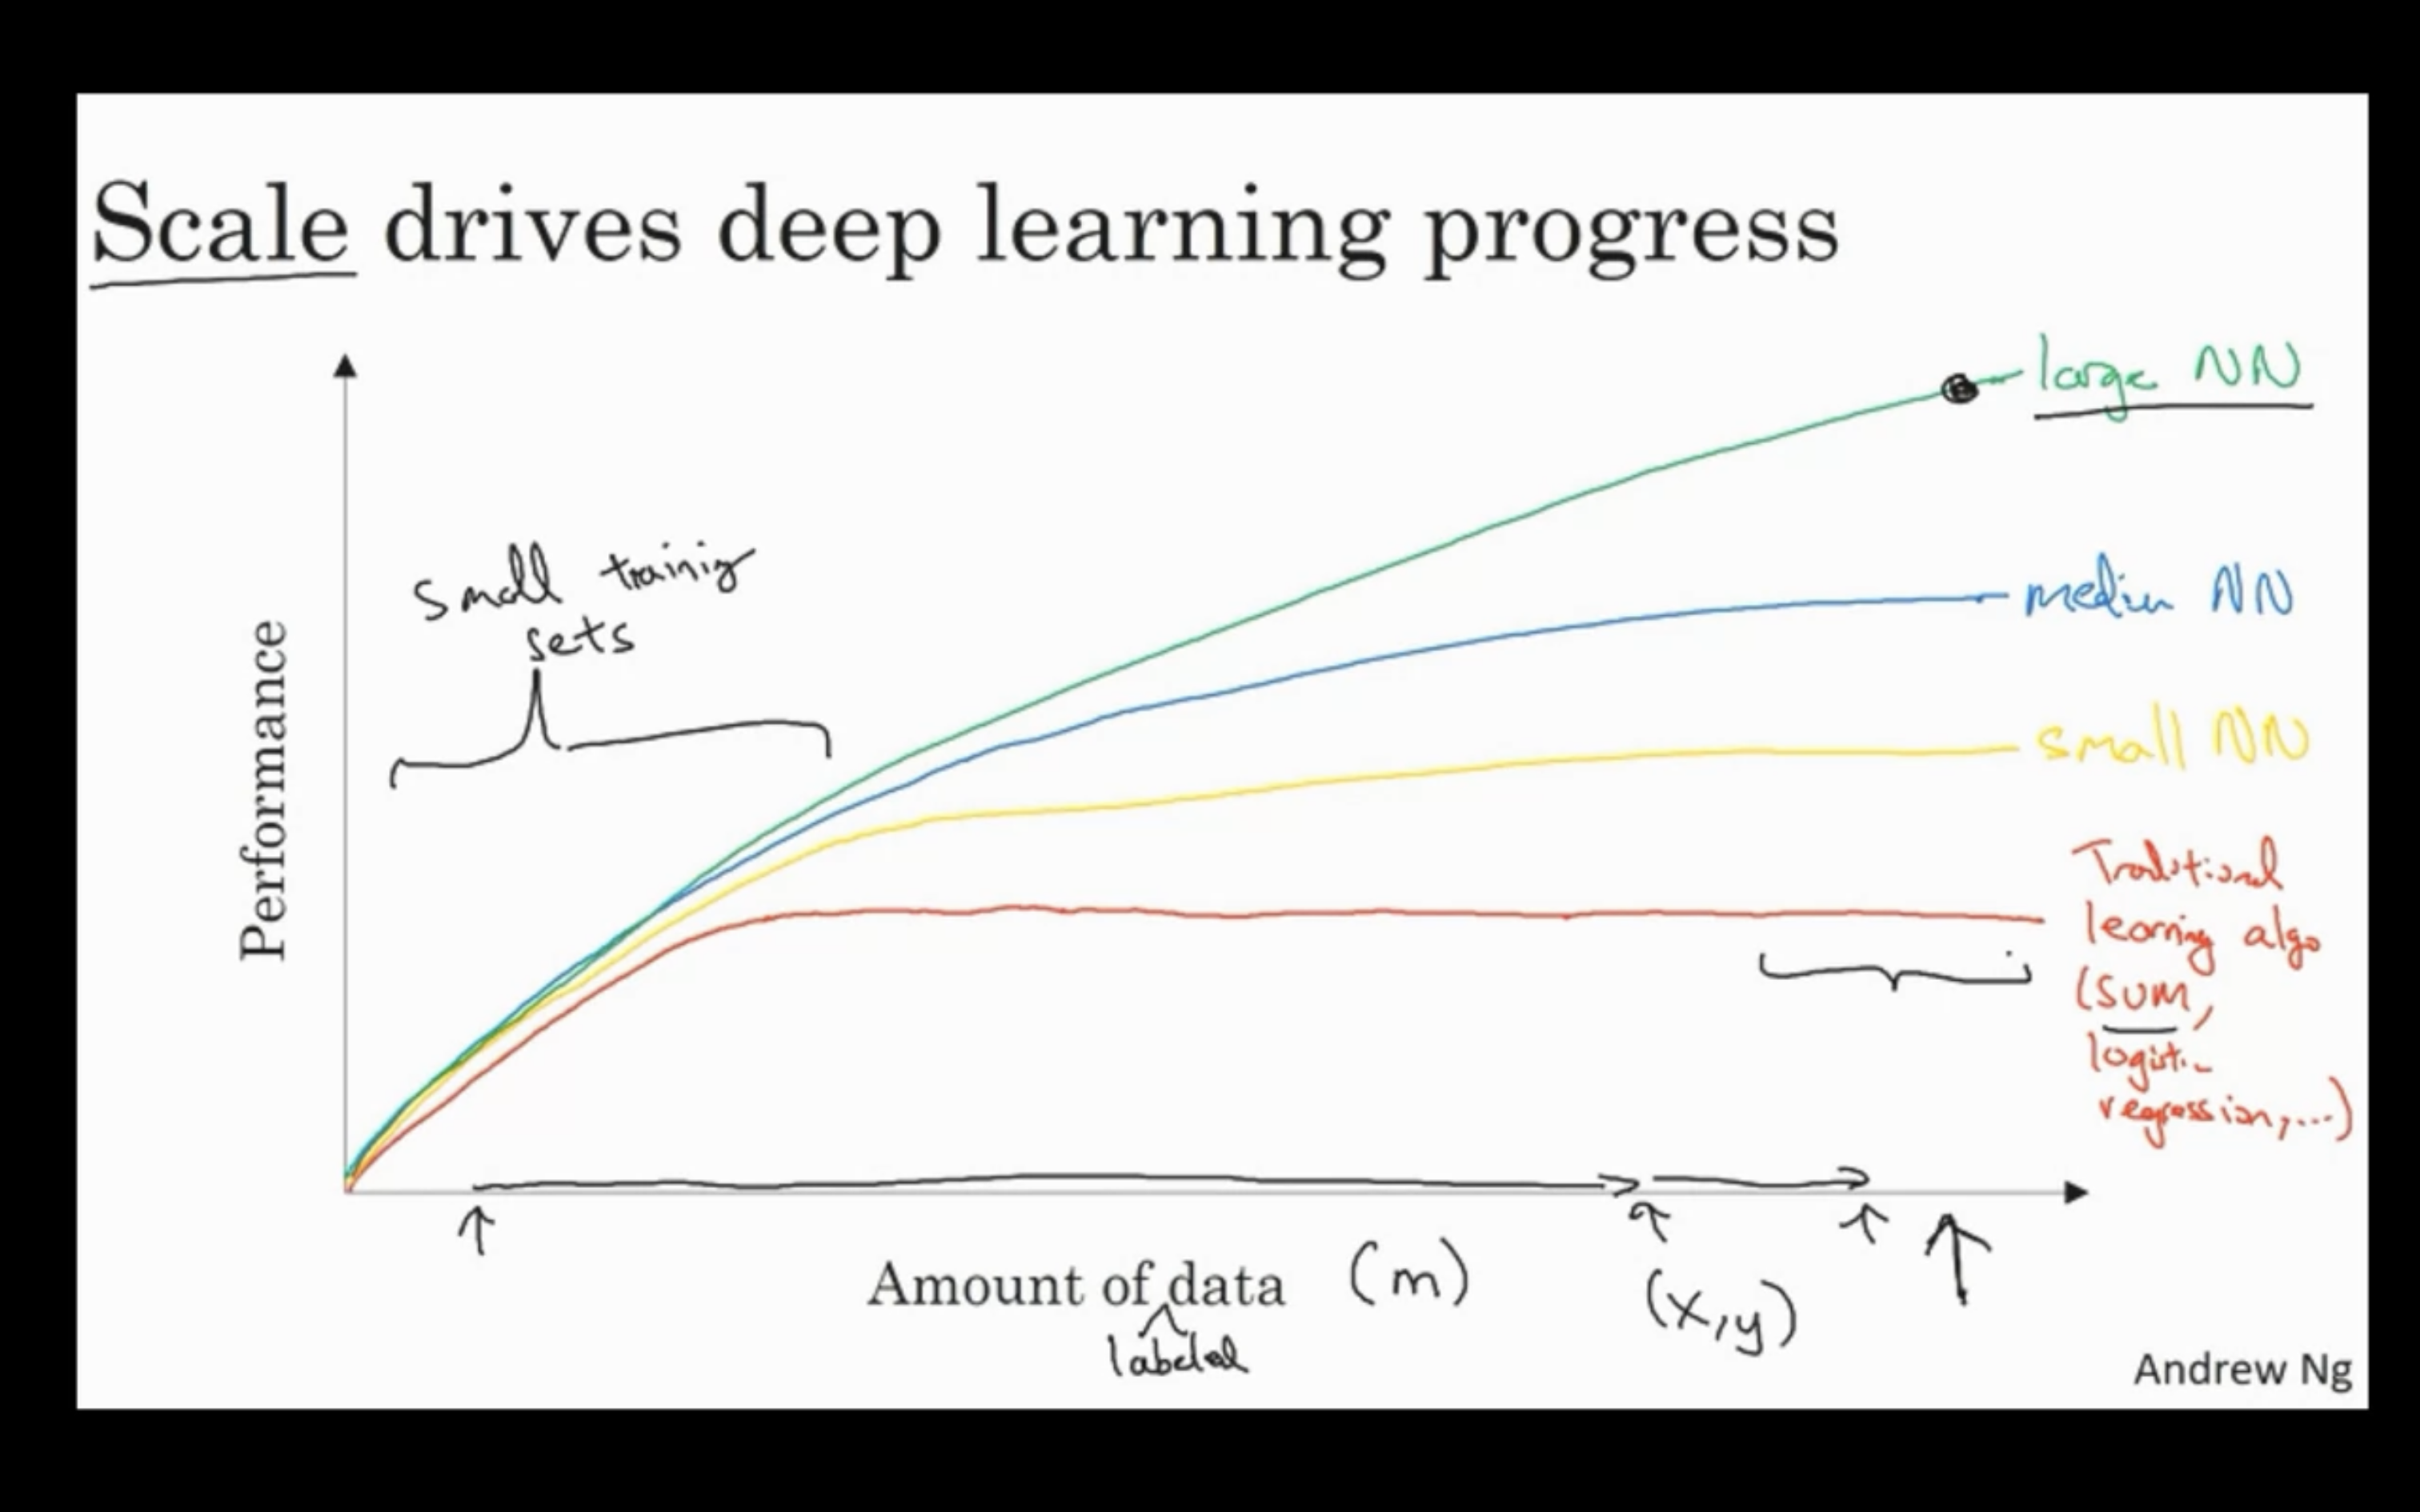 Scale drives deep learning progress
large NN
small training
sets
medium NN
Performance
small NN
Traditional
learning algo
(SVM,
logistic
regression,...)
Amount of data (m)
labeled
(x,y)
Andrew Ng